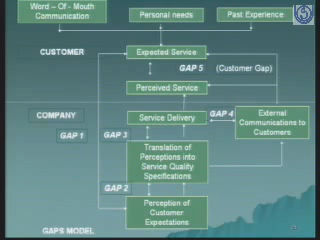 Word – Of - Mouth
Communication
Personal needs
Past Experience
CUSTOMER
Expected Service
GAP 5
(Customer Gap)
Perceived Service
COMPANY
Service Delivery
GAP 4
External
Communications to
Customers
GAP 1
GAP 3
Translation of
Perceptions into
Service Quality
Specifications
GAP 2
Perception of
Customer
Expectations
GAPS MODEL